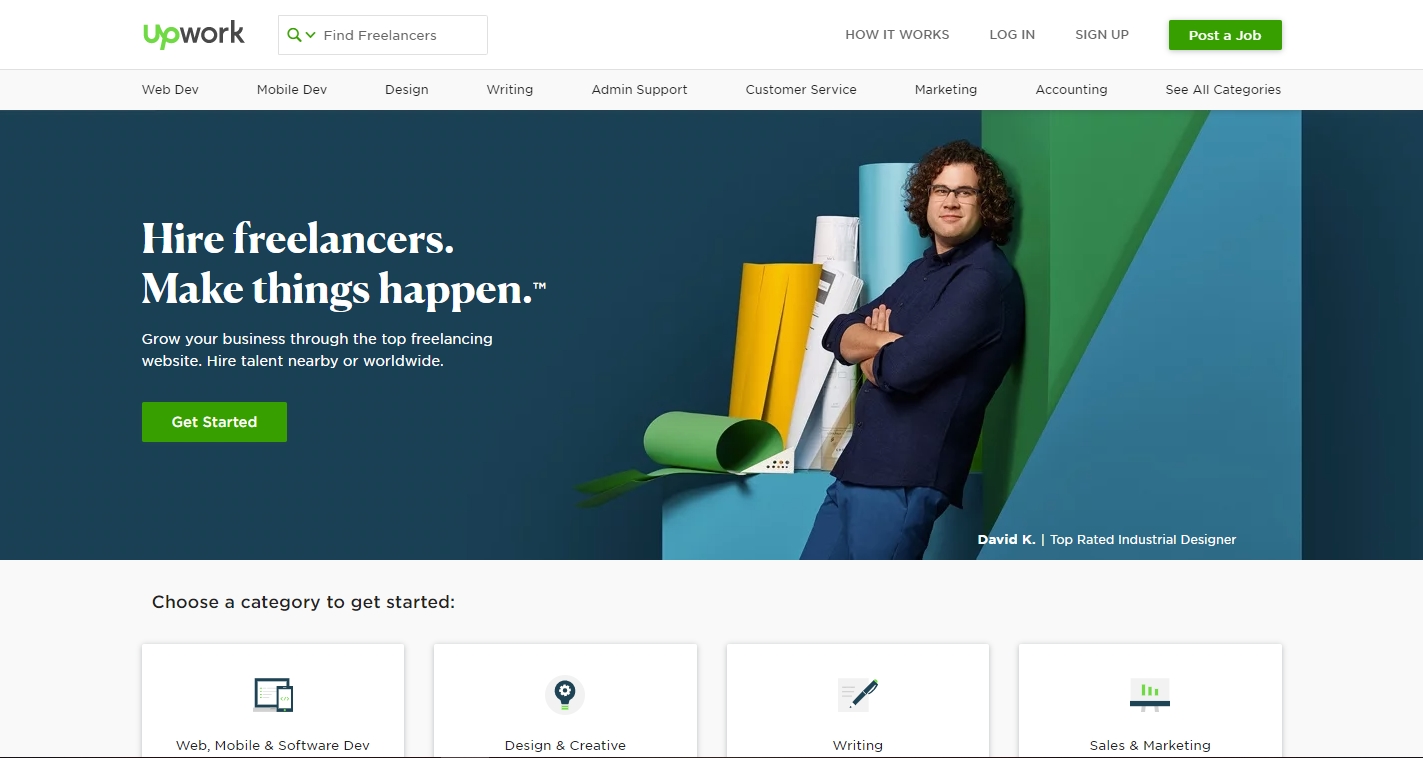 upwork
Find Freelancers
HOW IT WORKS
LOG IN
SIGN UP
Post a Job
Web Dev
Mobile Dev
Design
Writing
Admin Support
Customer Service
Marketing
Accounting
See All Categories
Hire freelancers.
Make things happen.™
Grow your business through the top freelancing
website. Hire talent nearby or worldwide.
Get Started
David K. | Top Rated Industrial Designer
Choose a category to get started:
Web, Mobile & Software Dev
Design & Creative
Writing
Sales & Marketing